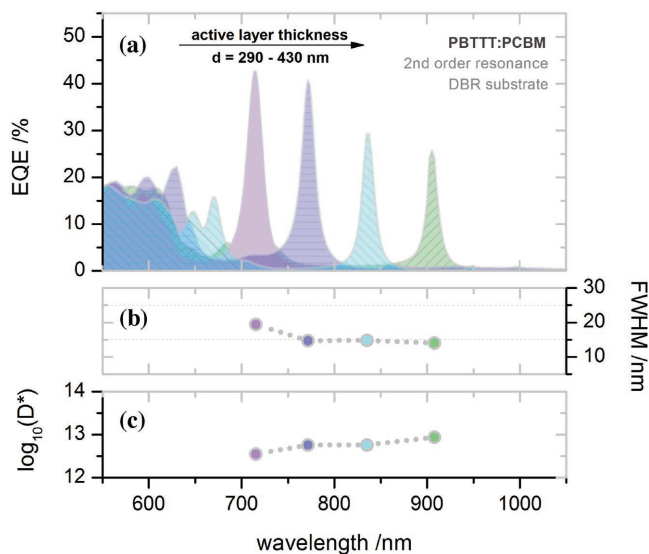 50
40
30
20
10
0
EQE /%
(a)
active layer thickness
d = 290 - 430 nm
PBTTT:PCBM
2nd order resonance
DBR substrate
(b)
30
20
10
FWHM /nm
(c)
14
13
12
log10(D*)
600 700 800 900 1000
wavelength /nm